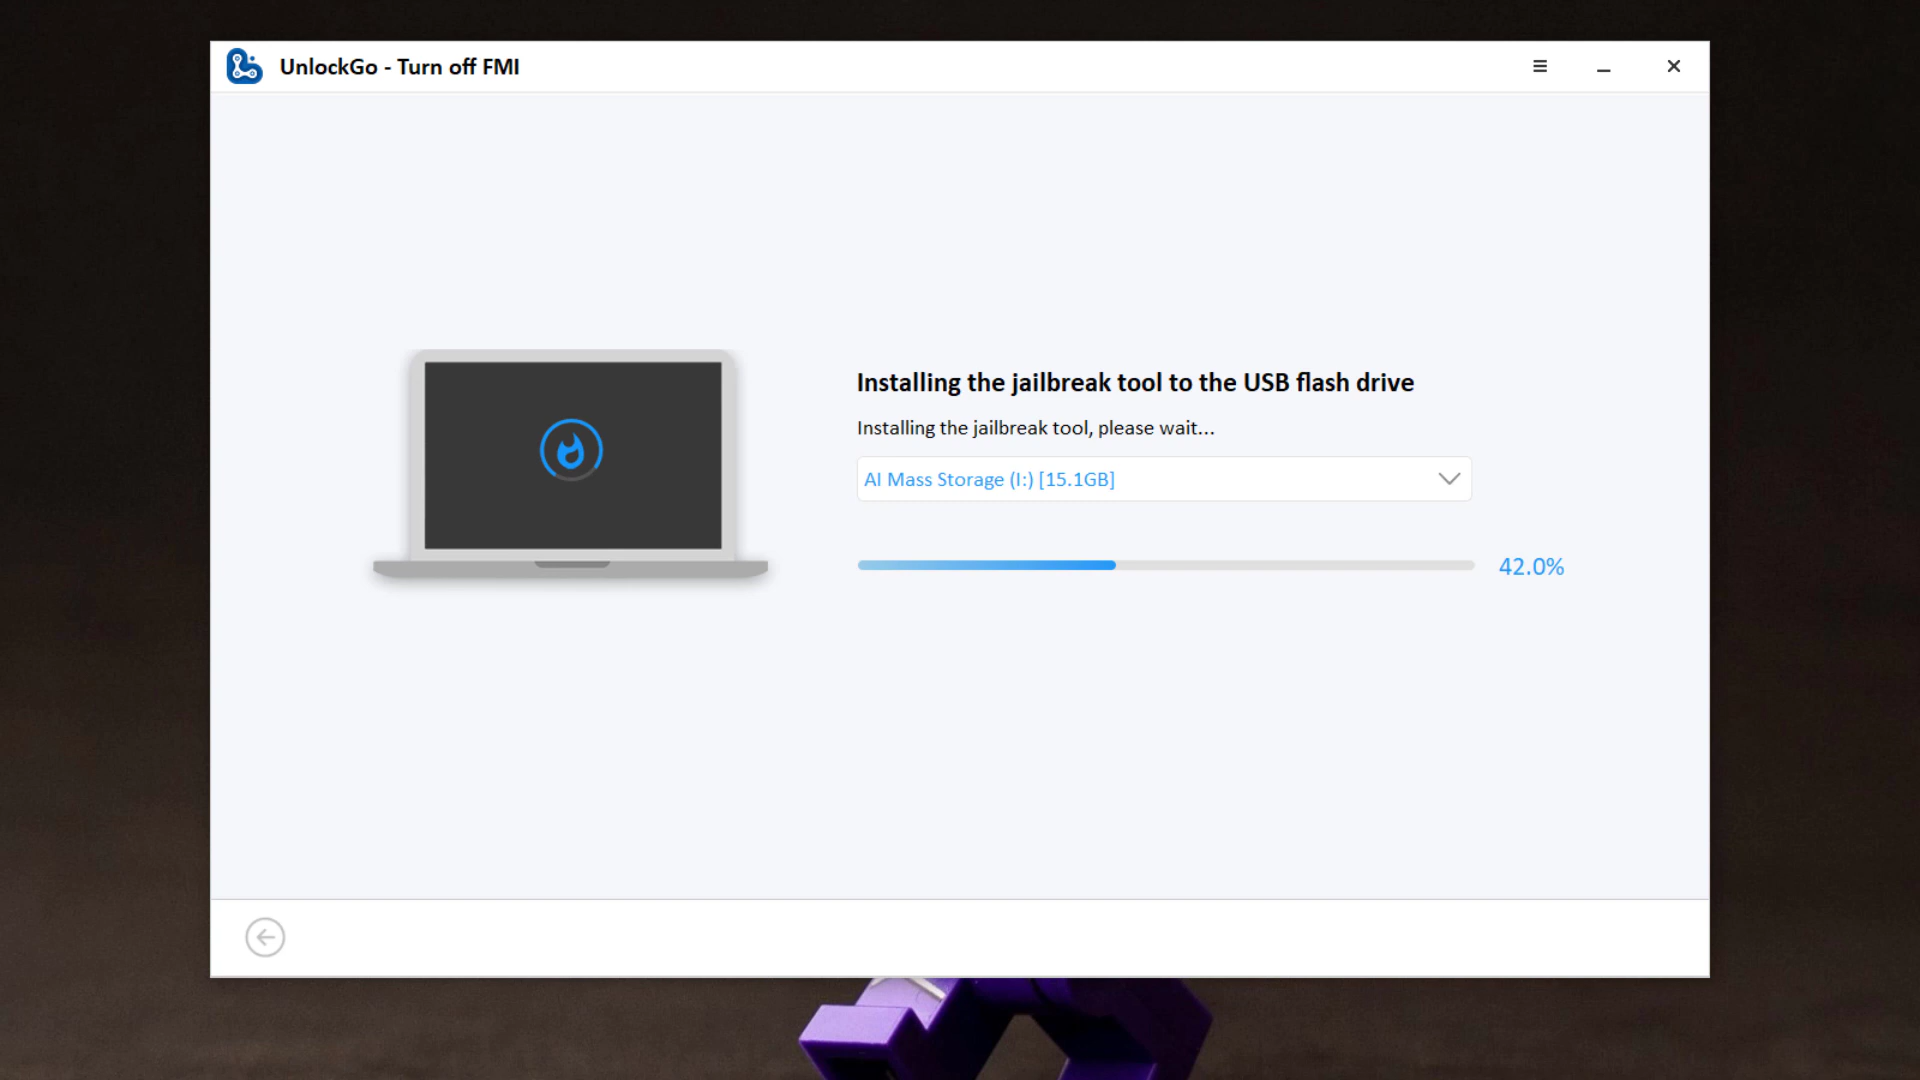 UnlockGo - Turn off FMI
Installing the jailbreak tool to the USB flash drive
Installing the jailbreak tool, please wait...
AI Mass Storage (I:) [15.1GB]
42.0%